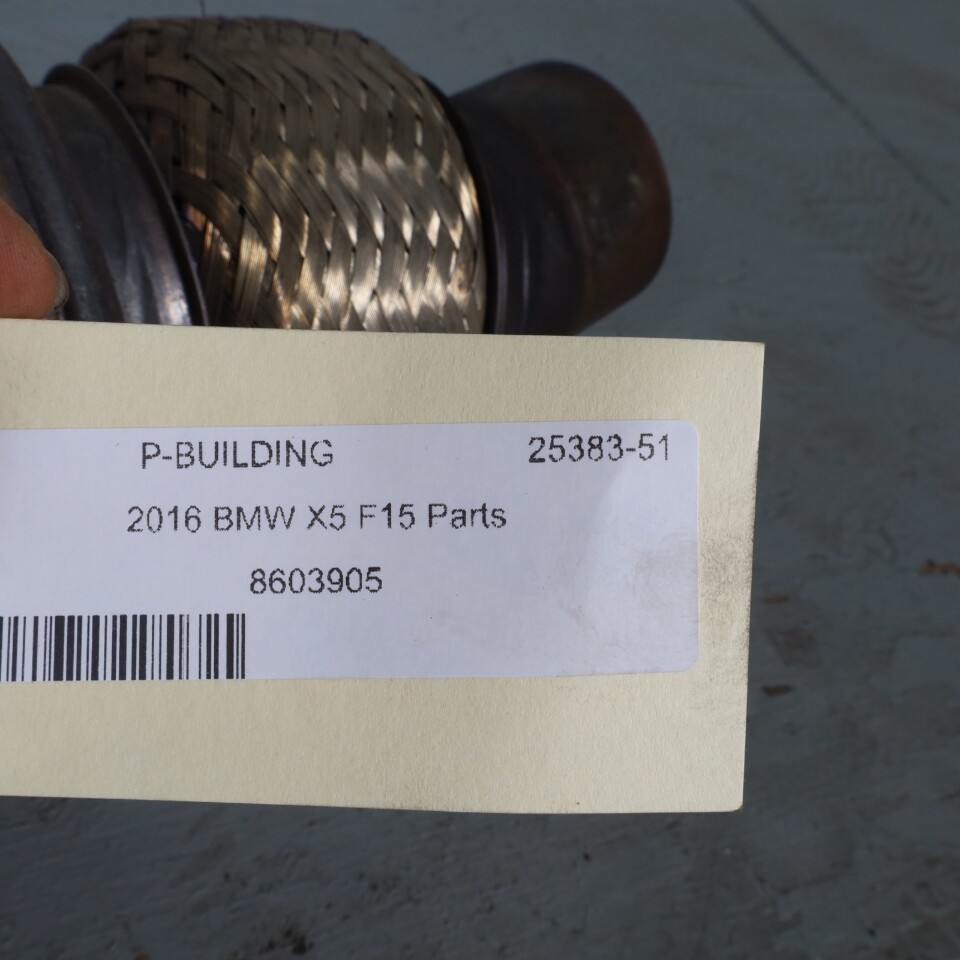 P-BUILDING 25383-51
2016 BMW X5 F15 Parts
8603905